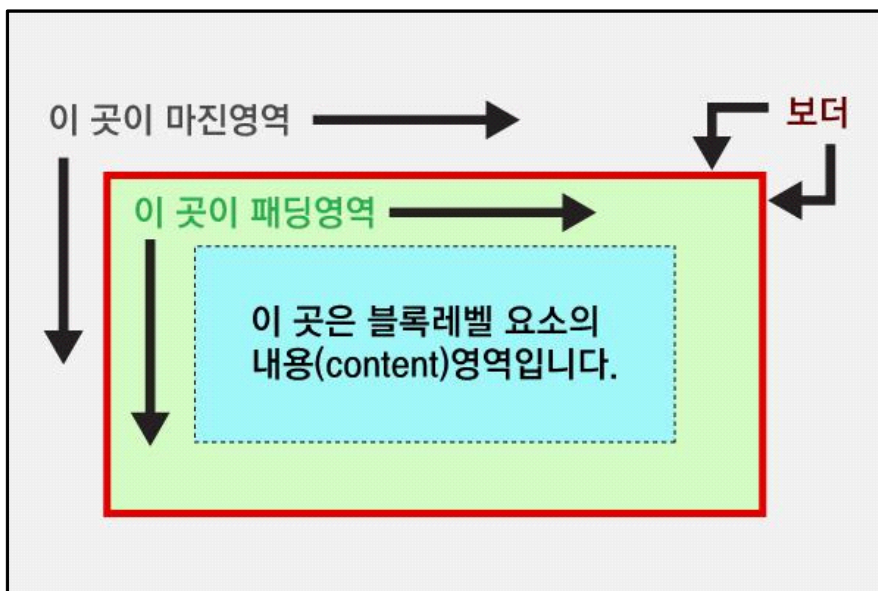 이 곳이 마진영역
보더
이 곳이 패딩영역
이 곳은 블록레벨 요소의
내용(content)영역입니다.